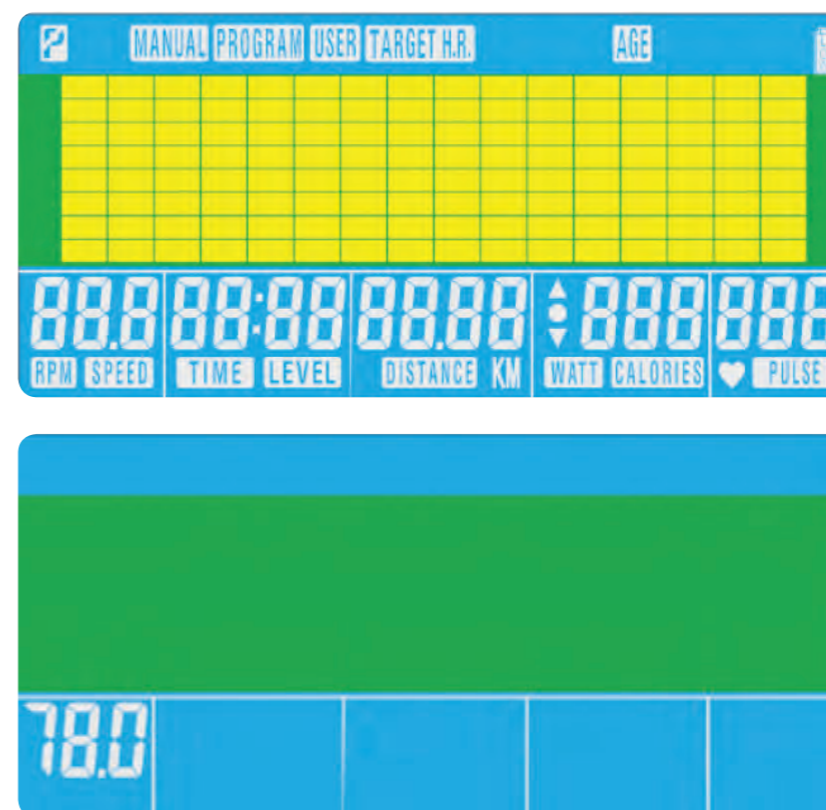 P MANUAL PROGRAM USER TARGET H.R. AGE
88.8 88:88 88.88 888 888
RPM SPEED TIME LEVEL DISTANCE KM WATT CALORIES PULSE
78.0